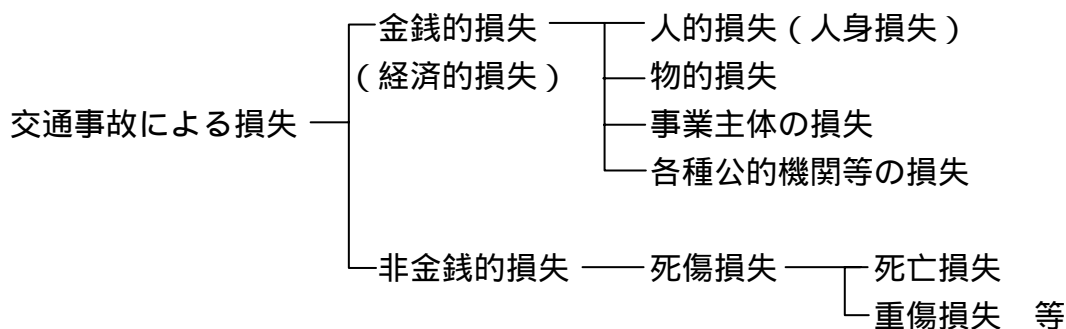 金銭的損失 人的損失(人身損失)
(経済的損失) 物的損失
交通事故による損失 事業主体の損失
各種公的機関等の損失
非金銭的損失 死傷損失 死亡損失
重傷損失 等